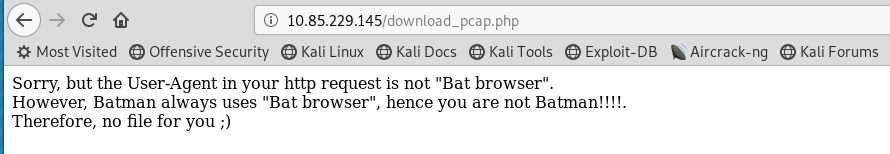 10.85.229.145/download_pcap.php
Most Visited Offensive Security Kali Linux Kali Docs Kali Tools Exploit-DB Aircrack-ng Kali Forums
Sorry, but the User-Agent in your http request is not "Bat browser".
However, Batman always uses "Bat browser", hence you are not Batman!!!!.
Therefore, no file for you ;)